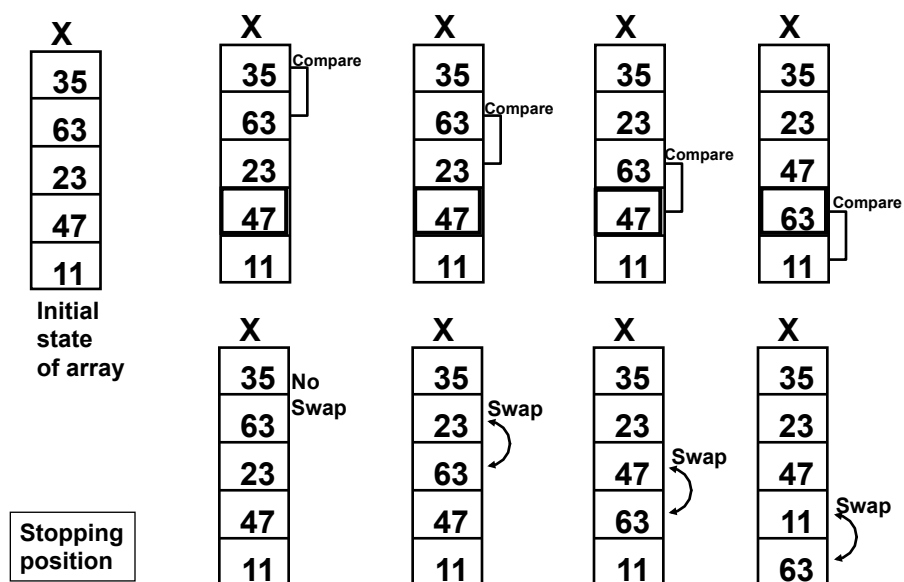 X
35
63
23
47
11
Initial
state
of array
X
35
63
23
47
11
Compare
X
35
63
23
47
11
Compare
X
35
23
63
47
11
Compare
X
35
23
47
63
11
Compare
X
35
63
23
47
11
No
Swap
X
35
23
63
47
11
Swap
X
35
23
47
63
11
Swap
X
35
23
47
11
63
Swap
Stopping
position